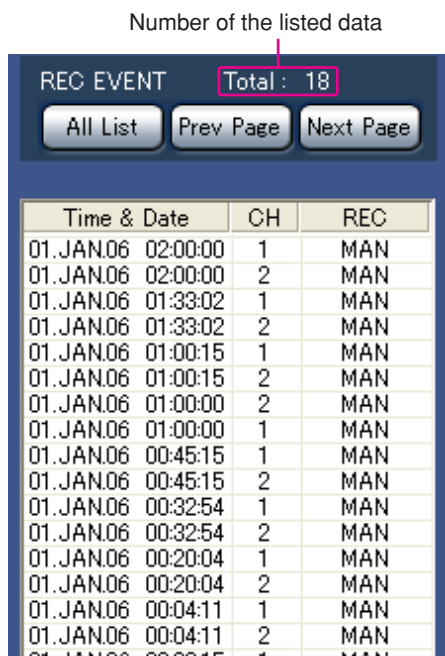 Number of the listed data
REC EVENT Total : 18
All List Prev Page Next Page
Time & Date CH REC
01.JAN.06 02:00:00 1 MAN
01.JAN.06 02:00:00 2 MAN
01.JAN.06 01:33:02 1 MAN
01.JAN.06 01:33:02 2 MAN
01.JAN.06 01:00:15 1 MAN
01.JAN.06 01:00:15 2 MAN
01.JAN.06 01:00:00 2 MAN
01.JAN.06 01:00:00 1 MAN
01.JAN.06 00:45:15 1 MAN
01.JAN.06 00:45:15 2 MAN
01.JAN.06 00:32:54 1 MAN
01.JAN.06 00:32:54 2 MAN
01.JAN.06 00:20:04 1 MAN
01.JAN.06 00:20:04 2 MAN
01.JAN.06 00:04:11 1 MAN
01.JAN.06 00:04:11 2 MAN